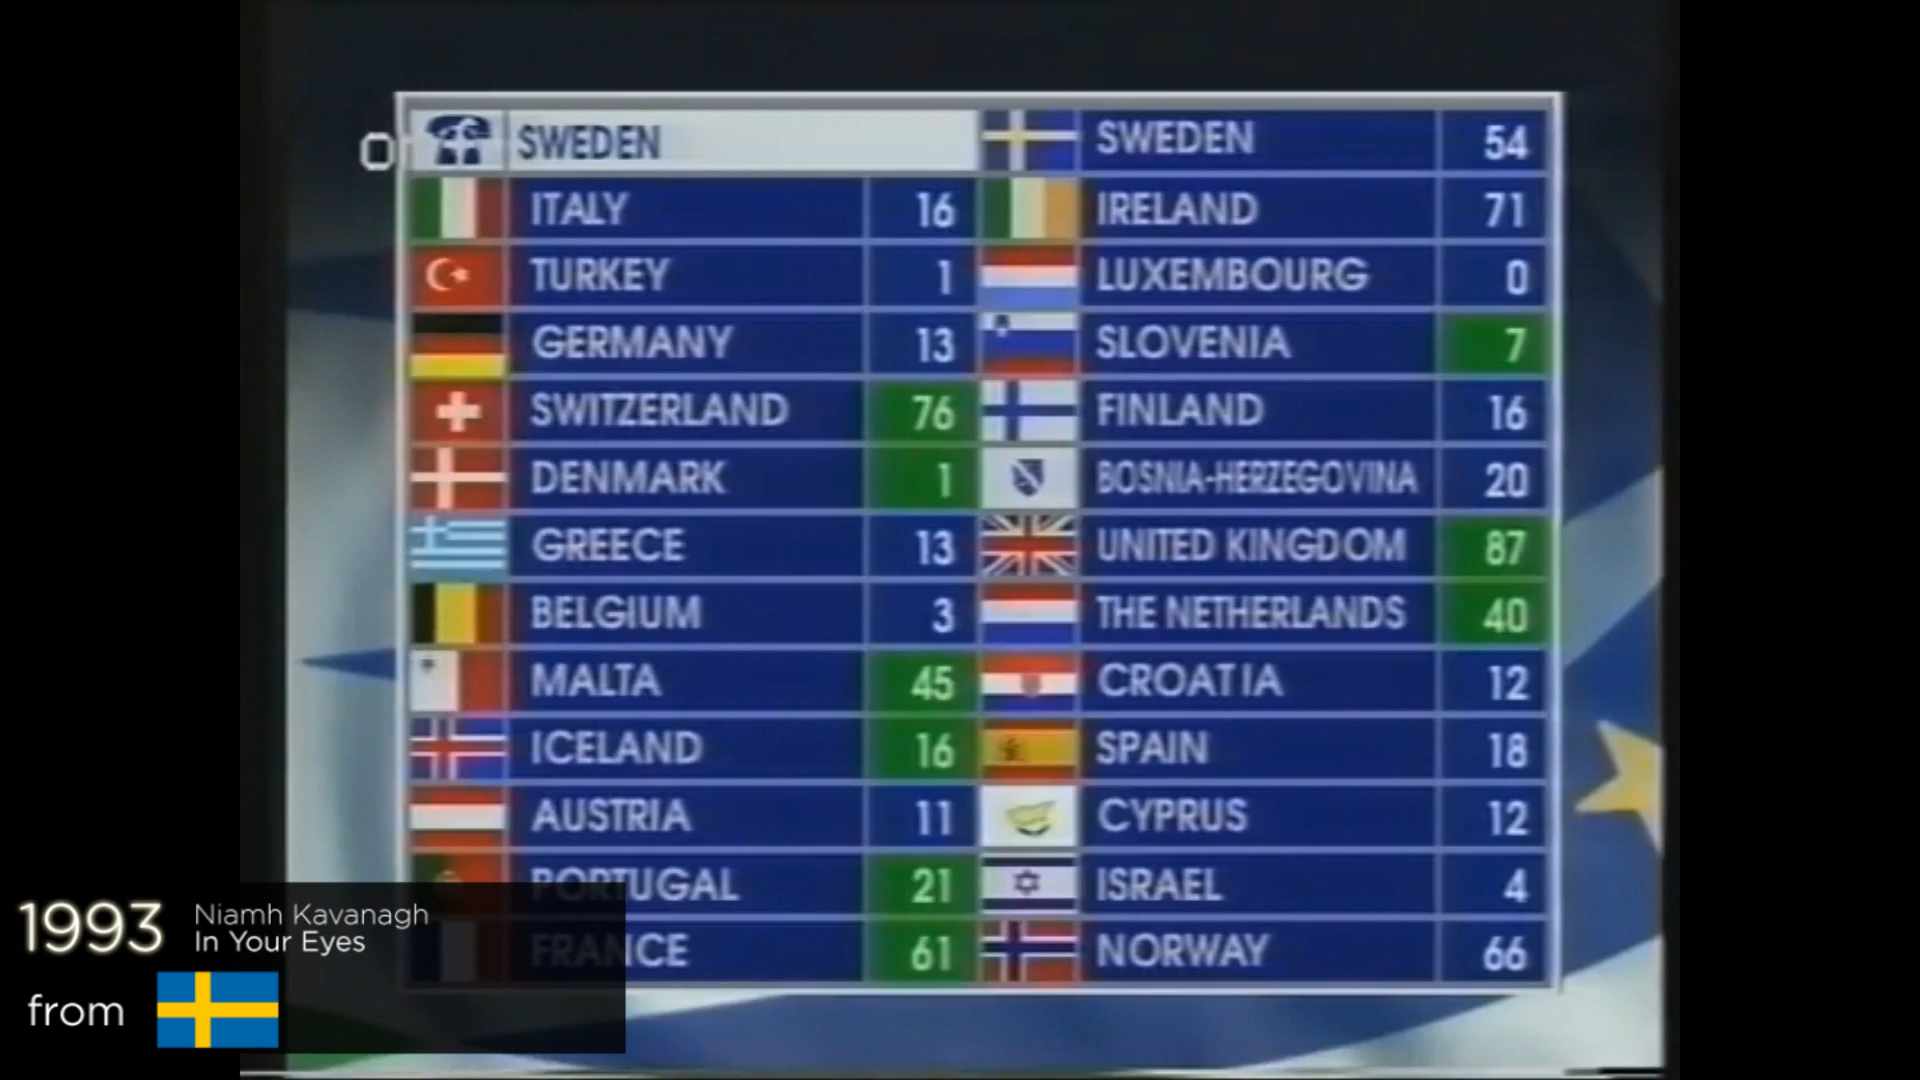 SWEDEN
ITALY 16
TURKEY 1
GERMANY 13
SWITZERLAND 76
DENMARK 1
GREECE 13
BELGIUM 3
MALTA 45
ICELAND 16
AUSTRIA 11
PORTUGAL 21
FRANCE 61
SWEDEN 54
IRELAND 71
LUXEMBOURG 0
SLOVENIA 7
FINLAND 16
BOSNIA-HERZEGOVINA 20
UNITED KINGDOM 87
THE NETHERLANDS 40
CROATIA 12
SPAIN 18
CYPRUS 12
ISRAEL 4
NORWAY 66
1993
Niamh Kavanagh
In Your Eyes
from